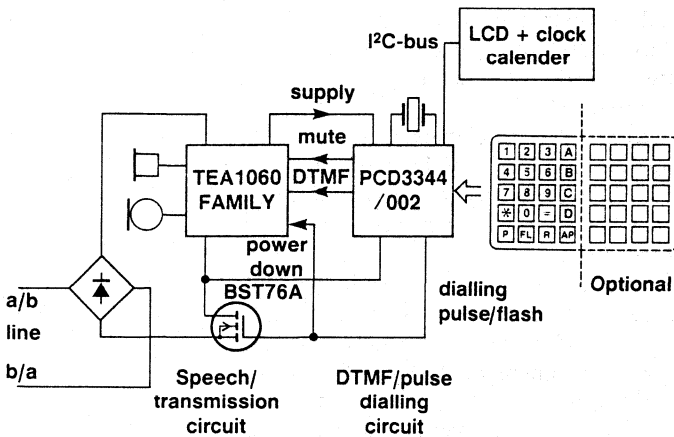 LCD + clock
calender
I²C-bus
supply
mute
DTMF
TEA1060
FAMILY
PCD3344
/002
1 2 3 A
4 5 6 B
7 8 9 C
* 0 = D
P FL R AP
Optional
power
down
BST76A
a/b
line
b/a
dialling
pulse/flash
Speech/
transmission
circuit
DTMF/pulse
dialling
circuit